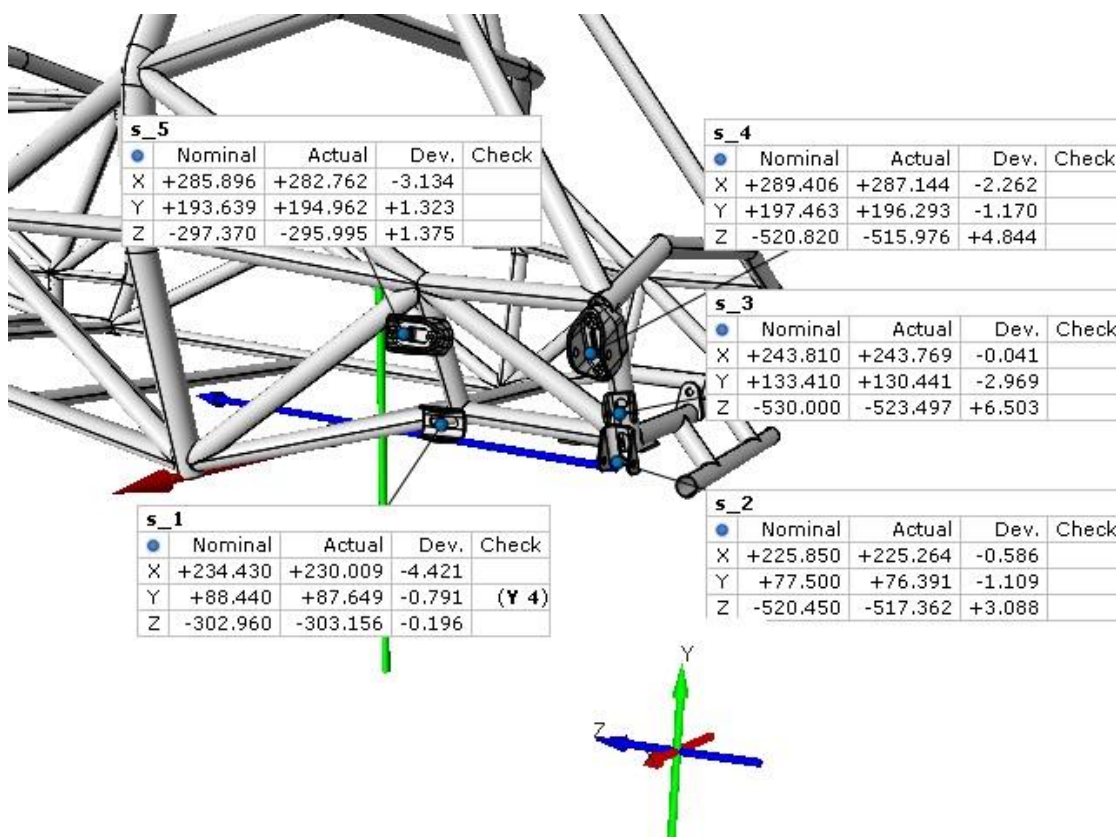 s_5
Nominal Actual Dev. Check
X +285.896 +282.762 -3.134
Y +193.639 +194.962 +1.323
Z -297.370 -295.995 +1.375
s_4
Nominal Actual Dev. Check
X +289.406 +287.144 -2.262
Y +197.463 +196.293 -1.170
Z -520.820 -515.976 +4.844
s_3
Nominal Actual Dev. Check
X +243.810 +243.769 -0.041
Y +133.410 +130.441 -2.969
Z -530.000 -523.497 +6.503
s_1
Nominal Actual Dev. Check
X +234.430 +230.009 -4.421
Y +88.440 +87.649 -0.791 (Y 4)
Z -302.960 -303.156 -0.196
s_2
Nominal Actual Dev. Check
X +225.850 +225.264 -0.586
Y +77.500 +76.391 -1.109
Z -520.450 -517.362 +3.088
Y
Z